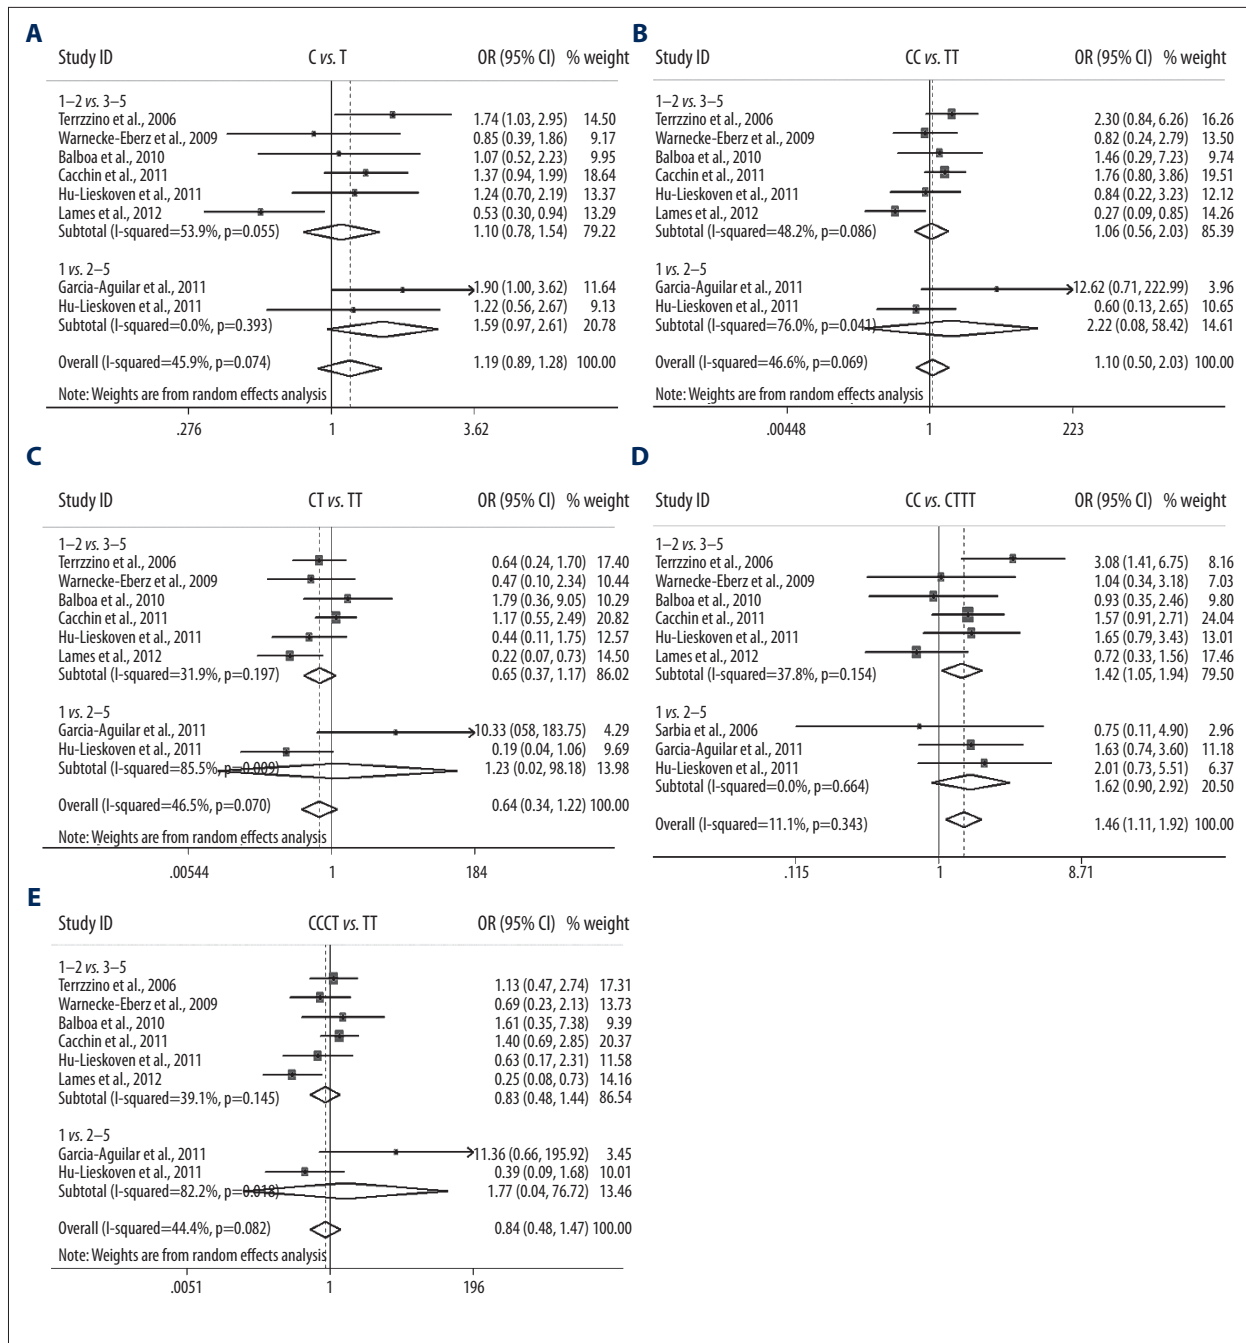 A
Study ID C vs. T OR (95% CI) % weight
1–2 vs. 3–5
Terrzzino et al., 2006 1.74 (1.03, 2.95) 14.50
Warnecke-Eberz et al., 2009 0.85 (0.39, 1.86) 9.17
Balboa et al., 2010 1.07 (0.52, 2.23) 9.95
Cacchin et al., 2011 1.37 (0.94, 1.99) 18.64
Hu-Lieskoven et al., 2011 1.24 (0.70, 2.19) 13.37
Lames et al., 2012 0.53 (0.30, 0.94) 13.29
Subtotal (I-squared=53.9%, p=0.055) 1.10 (0.78, 1.54) 79.22
1 vs. 2–5
Garcia-Aguilar et al., 2011 1.90 (1.00, 3.62) 11.64
Hu-Lieskoven et al., 2011 1.22 (0.56, 2.67) 9.13
Subtotal (I-squared=0.0%, p=0.393) 1.59 (0.97, 2.61) 20.78
Overall (I-squared=45.9%, p=0.074) 1.19 (0.89, 1.28) 100.00
Note: Weights are from random effects analysis
.276 1 3.62
B
Study ID CC vs. TT OR (95% CI) % weight
1–2 vs. 3–5
Terrzzino et al., 2006 2.30 (0.84, 6.26) 16.26
Warnecke-Eberz et al., 2009 0.82 (0.24, 2.79) 13.50
Balboa et al., 2010 1.46 (0.29, 7.23) 9.74
Cacchin et al., 2011 1.76 (0.80, 3.86) 19.51
Hu-Lieskoven et al., 2011 0.84 (0.22, 3.23) 12.12
Lames et al., 2012 0.27 (0.09, 0.85) 14.26
Subtotal (I-squared=48.2%, p=0.086) 1.06 (0.56, 2.03) 85.39
1 vs. 2–5
Garcia-Aguilar et al., 2011 12.62 (0.71, 222.99) 3.96
Hu-Lieskoven et al., 2011 0.60 (0.13, 2.65) 10.65
Subtotal (I-squared=76.0%, p=0.041) 2.22 (0.08, 58.42) 14.61
Overall (I-squared=46.6%, p=0.069) 1.10 (0.50, 2.03) 100.00
Note: Weights are from random effects analysis
.00448 1 223
C
Study ID CT vs. TT OR (95% CI) % weight
1–2 vs. 3–5
Terrzzino et al., 2006 0.64 (0.24, 1.70) 17.40
Warnecke-Eberz et al., 2009 0.47 (0.10, 2.34) 10.44
Balboa et al., 2010 1.79 (0.36, 9.05) 10.29
Cacchin et al., 2011 1.17 (0.55, 2.49) 20.82
Hu-Lieskoven et al., 2011 0.44 (0.11, 1.75) 12.57
Lames et al., 2012 0.22 (0.07, 0.73) 14.50
Subtotal (I-squared=31.9%, p=0.197) 0.65 (0.37, 1.17) 86.02
1 vs. 2–5
Garcia-Aguilar et al., 2011 10.33 (058, 183.75) 4.29
Hu-Lieskoven et al., 2011 0.19 (0.04, 1.06) 9.69
Subtotal (I-squared=85.5%, p=0.009) 1.23 (0.02, 98.18) 13.98
Overall (I-squared=46.5%, p=0.070) 0.64 (0.34, 1.22) 100.00
Note: Weights are from random effects analysis
.00544 1 184
D
Study ID CC vs. CTTT OR (95% CI) % weight
1–2 vs. 3–5
Terrzzino et al., 2006 3.08 (1.41, 6.75) 8.16
Warnecke-Eberz et al., 2009 1.04 (0.34, 3.18) 7.03
Balboa et al., 2010 0.93 (0.35, 2.46) 9.80
Cacchin et al., 2011 1.57 (0.91, 2.71) 24.04
Hu-Lieskoven et al., 2011 1.65 (0.79, 3.43) 13.01
Lames et al., 2012 0.72 (0.33, 1.56) 17.46
Subtotal (I-squared=37.8%, p=0.154) 1.42 (1.05, 1.94) 79.50
1 vs. 2–5
Sarbia et al., 2006 0.75 (0.11, 4.90) 2.96
Garcia-Aguilar et al., 2011 1.63 (0.74, 3.60) 11.18
Hu-Lieskoven et al., 2011 2.01 (0.73, 5.51) 6.37
Subtotal (I-squared=0.0%, p=0.664) 1.62 (0.90, 2.92) 20.50
Overall (I-squared=11.1%, p=0.343) 1.46 (1.11, 1.92) 100.00
.115 1 8.71
E
Study ID CCCT vs. TT OR (95% CI) % weight
1–2 vs. 3–5
Terrzzino et al., 2006 1.13 (0.47, 2.74) 17.31
Warnecke-Eberz et al., 2009 0.69 (0.23, 2.13) 13.73
Balboa et al., 2010 1.61 (0.35, 7.38) 9.39
Cacchin et al., 2011 1.40 (0.69, 2.85) 20.37
Hu-Lieskoven et al., 2011 0.63 (0.17, 2.31) 11.58
Lames et al., 2012 0.25 (0.08, 0.73) 14.16
Subtotal (I-squared=39.1%, p=0.145) 0.83 (0.48, 1.44) 86.54
1 vs. 2–5
Garcia-Aguilar et al., 2011 11.36 (0.66, 195.92) 3.45
Hu-Lieskoven et al., 2011 0.39 (0.09, 1.68) 10.01
Subtotal (I-squared=82.2%, p=0.018) 1.77 (0.04, 76.72) 13.46
Overall (I-squared=44.4%, p=0.082) 0.84 (0.48, 1.47) 100.00
Note: Weights are from random effects analysis
.0051 1 196